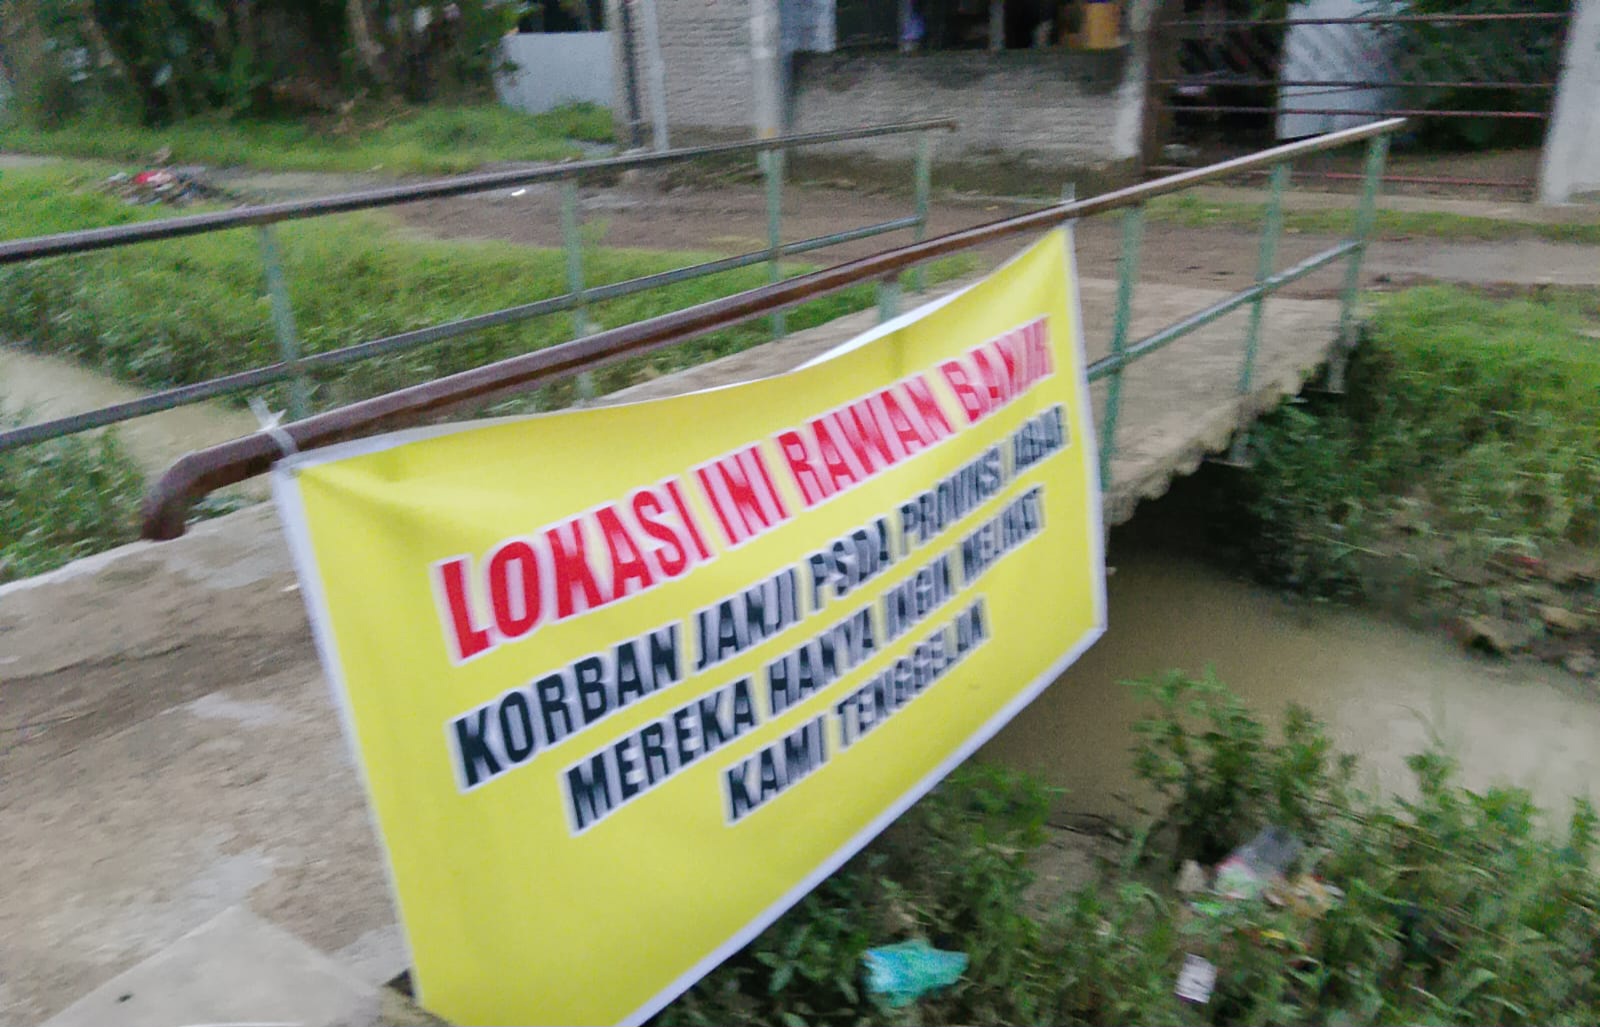 LOKASI INI RAWAN BANJIR
KORBAN JANJI PSDA PROVINSI JABAR
MEREKA HANYA INGIN MELIHAT
KAMI TENGGELAM